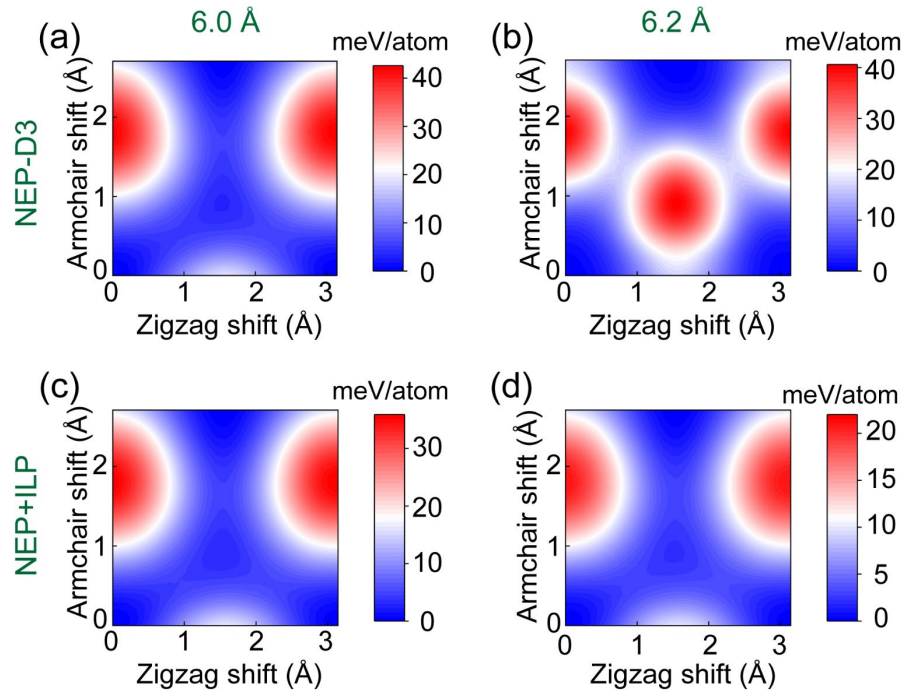 6.0 Å
6.2 Å
NEP-D3
(a)
meV/atom
Armchair shift (Å)
2
1
0
0 1 2 3
Zigzag shift (Å)
40
30
20
10
0
(b)
meV/atom
Armchair shift (Å)
2
1
0
0 1 2 3
Zigzag shift (Å)
40
30
20
10
0
NEP+ILP
(c)
meV/atom
Armchair shift (Å)
2
1
0
0 1 2 3
Zigzag shift (Å)
30
20
10
0
(d)
meV/atom
Armchair shift (Å)
2
1
0
0 1 2 3
Zigzag shift (Å)
20
15
10
5
0